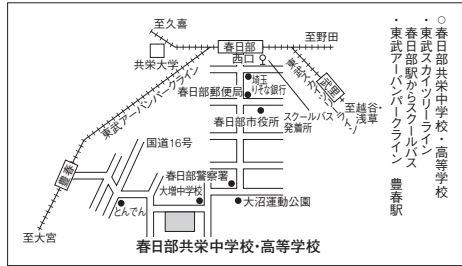 ○春日部共栄中学校・高等学校
・東武スカイツリーライン
春日部駅からスクールバス
・東武アーバンパークライン 豊春駅
至久喜
至野田
春日部
西口
共栄大学
埼玉
りそな銀行
春日部郵便局
東武アーバンパークライン
東武スカイツリーライン
スクールバス
発着所
至越谷・
浅草
春日部市役所
国道16号
豊春
春日部警察署
大増中学校
大沼運動公園
とんでん
至大宮
春日部共栄中学校・高等学校